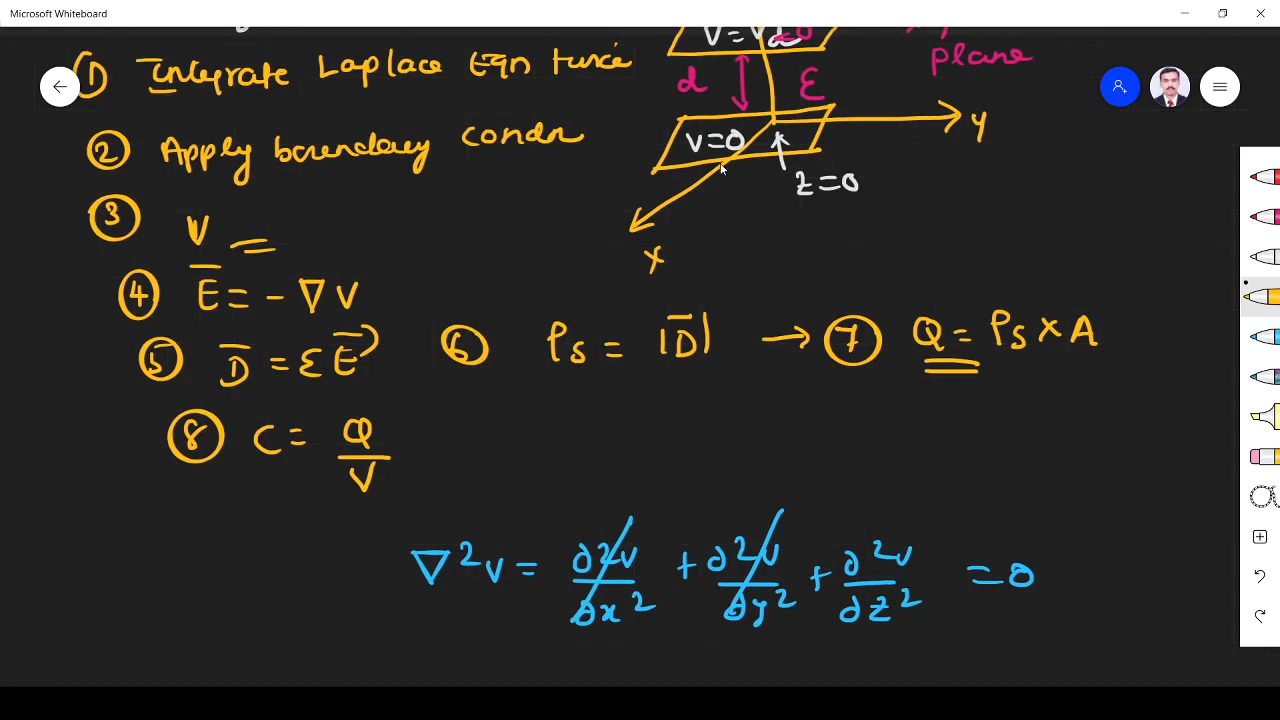 Microsoft Whiteboard
① Integrate Laplace Eqn twice
② Apply boundary condn
③ V =
④ E̅ = - ∇V
⑤ D̅ = εE̅
⑥ ρs = |D̅| → ⑦ Q = ρs × A
⑧ C = Q/V
d
ε
plane
V=0
z=0
y
x
∇²V = ∂²V/∂x² + ∂²V/∂y² + ∂²V/∂z² = 0